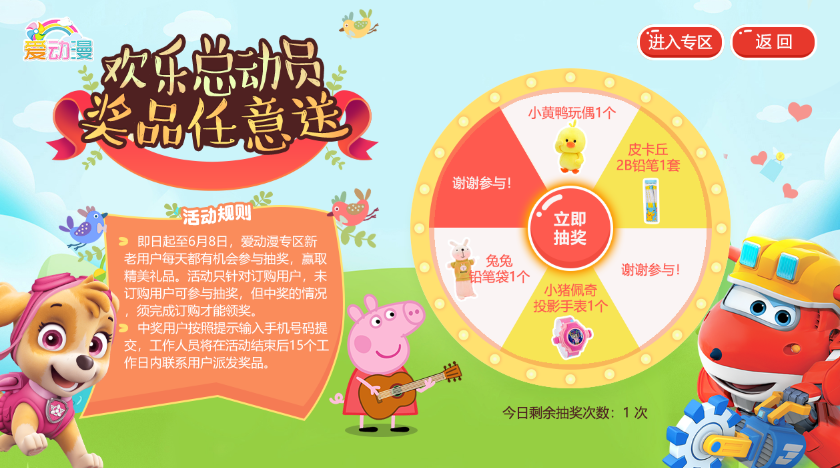 爱动漫
欢乐总动员
奖品任意送
进入专区
返回
活动规则
即日起至6月8日，爱动漫专区新
老用户每天都有机会参与抽奖，赢取
精美礼品。活动只针对订购用户，未
订购用户可参与抽奖，但中奖的情况
，须完成订购才能领奖。
中奖用户按照提示输入手机号码提
交，工作人员将在活动结束后15个工
作日内联系用户派发奖品。
小黄鸭玩偶1个
皮卡丘
2B铅笔1套
谢谢参与！
立即
抽奖
谢谢参与！
兔兔
铅笔袋1个
小猪佩奇
投影手表1个
今日剩余抽奖次数：1 次